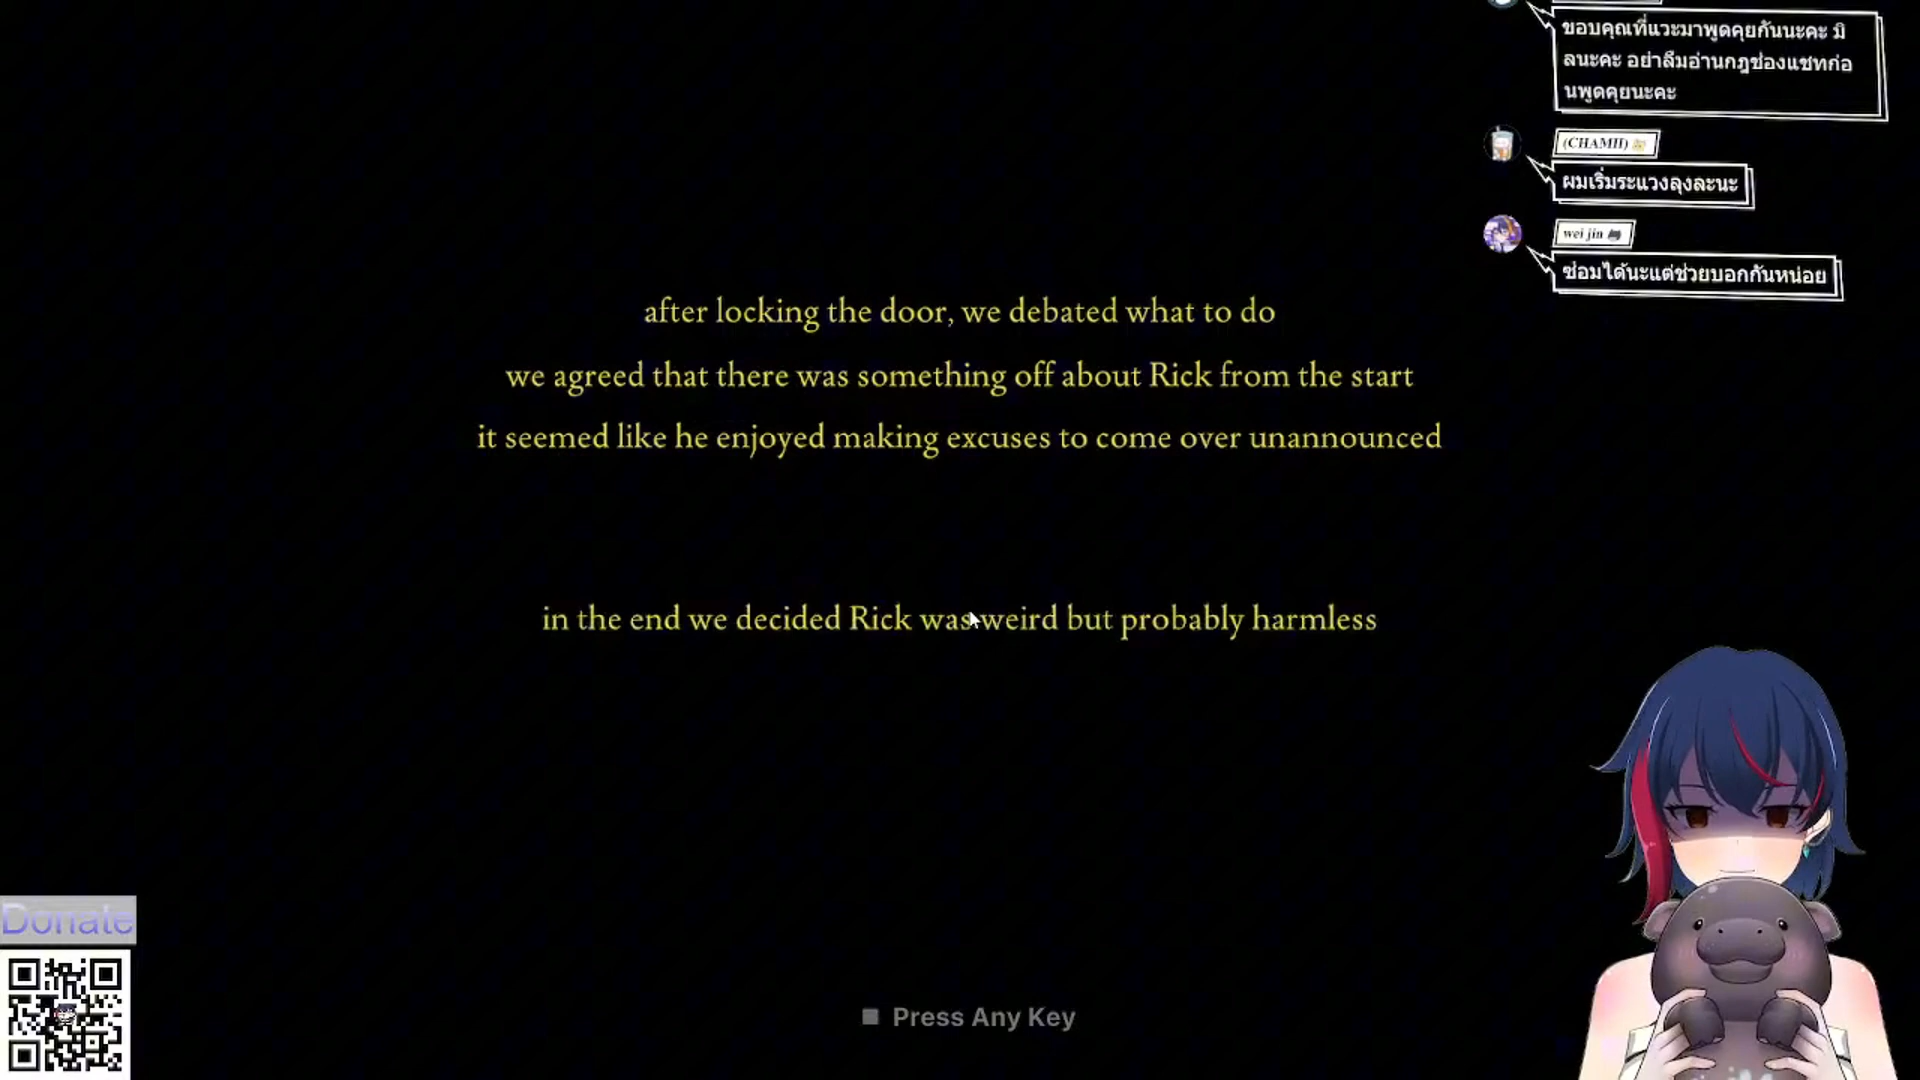 ขอบคุณที่แวะมาพูดคุยกันนะคะ มิ
ลนะคะ อย่าลืมอ่านกฎช่องแชทก่อ
นพูดคุยนะคะ
(CHAMII)
ผมเริ่มระแวงลุงละนะ
wei jin
ซ่อมได้นะแต่ช่วยบอกกันหน่อย
after locking the door, we debated what to do
we agreed that there was something off about Rick from the start
it seemed like he enjoyed making excuses to come over unannounced
in the end we decided Rick was weird but probably harmless
Donate
Press Any Key